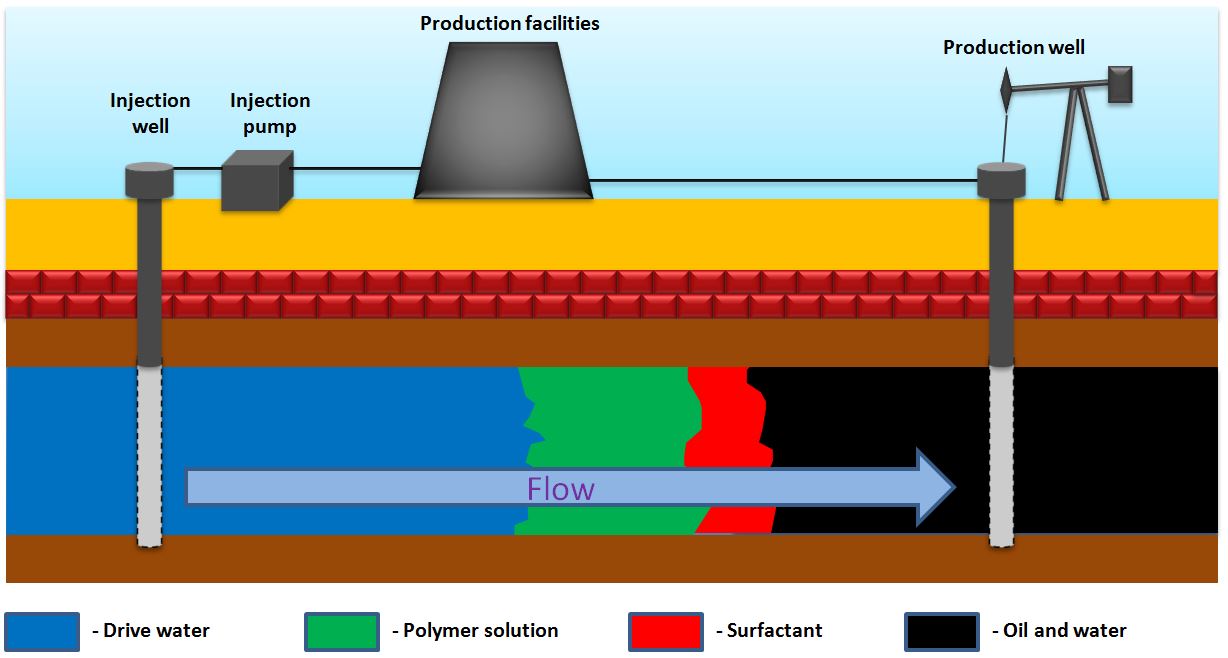 Production facilities
Production well
Injection
well
Injection
pump
Flow
- Drive water
- Polymer solution
- Surfactant
- Oil and water